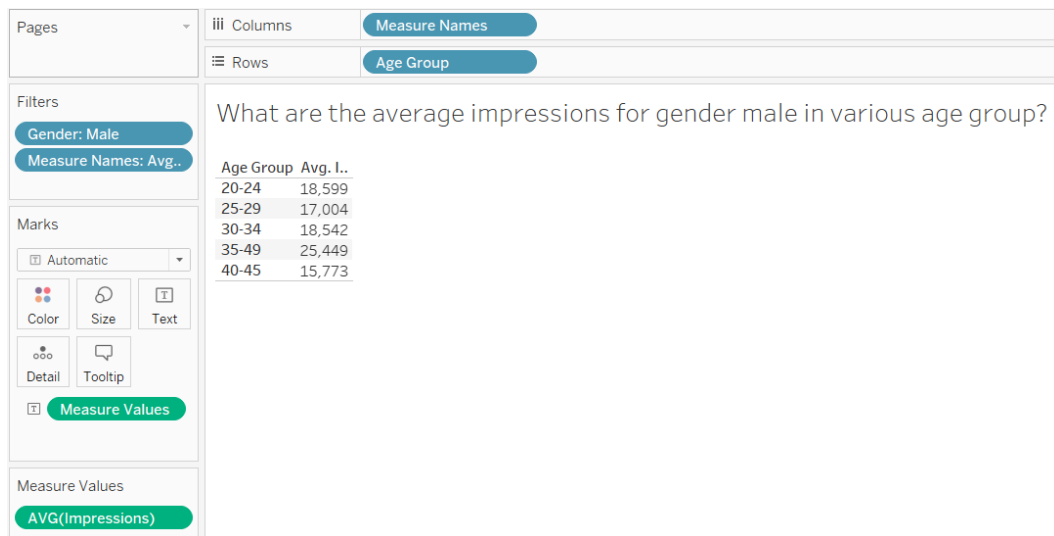 Pages
Columns
Measure Names
Rows
Age Group
Filters
Gender: Male
Measure Names: Avg..
What are the average impressions for gender male in various age group?
Age Group Avg. I..
20-24 18,599
25-29 17,004
30-34 18,542
35-49 25,449
40-45 15,773
Marks
T Automatic
Color Size T Text
Detail Tooltip
T Measure Values
Measure Values
AVG(Impressions)